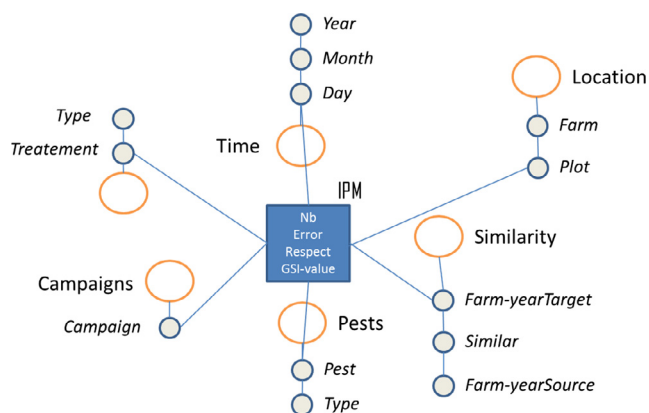 Year
Month
Day
Time
Location
Farm
Plot
Type
Treatement
IPM
Nb
Error
Respect
GSI-value
Similarity
Farm-yearTarget
Similar
Farm-yearSource
Campaigns
Campaign
Pests
Pest
Type